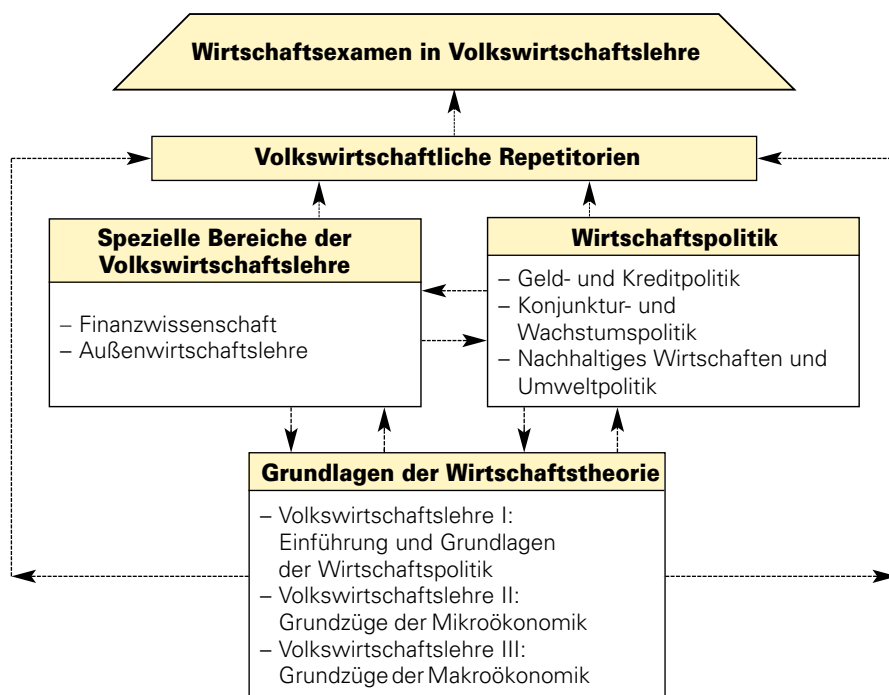 Wirtschaftsexamen in Volkswirtschaftslehre
Volkswirtschaftliche Repetitorien
Spezielle Bereiche der
Volkswirtschaftslehre
– Finanzwissenschaft
– Außenwirtschaftslehre
Wirtschaftspolitik
– Geld- und Kreditpolitik
– Konjunktur- und
Wachstumspolitik
– Nachhaltiges Wirtschaften und
Umweltpolitik
Grundlagen der Wirtschaftstheorie
– Volkswirtschaftslehre I:
Einführung und Grundlagen
der Wirtschaftspolitik
– Volkswirtschaftslehre II:
Grundzüge der Mikroökonomik
– Volkswirtschaftslehre III:
Grundzüge der Makroökonomik